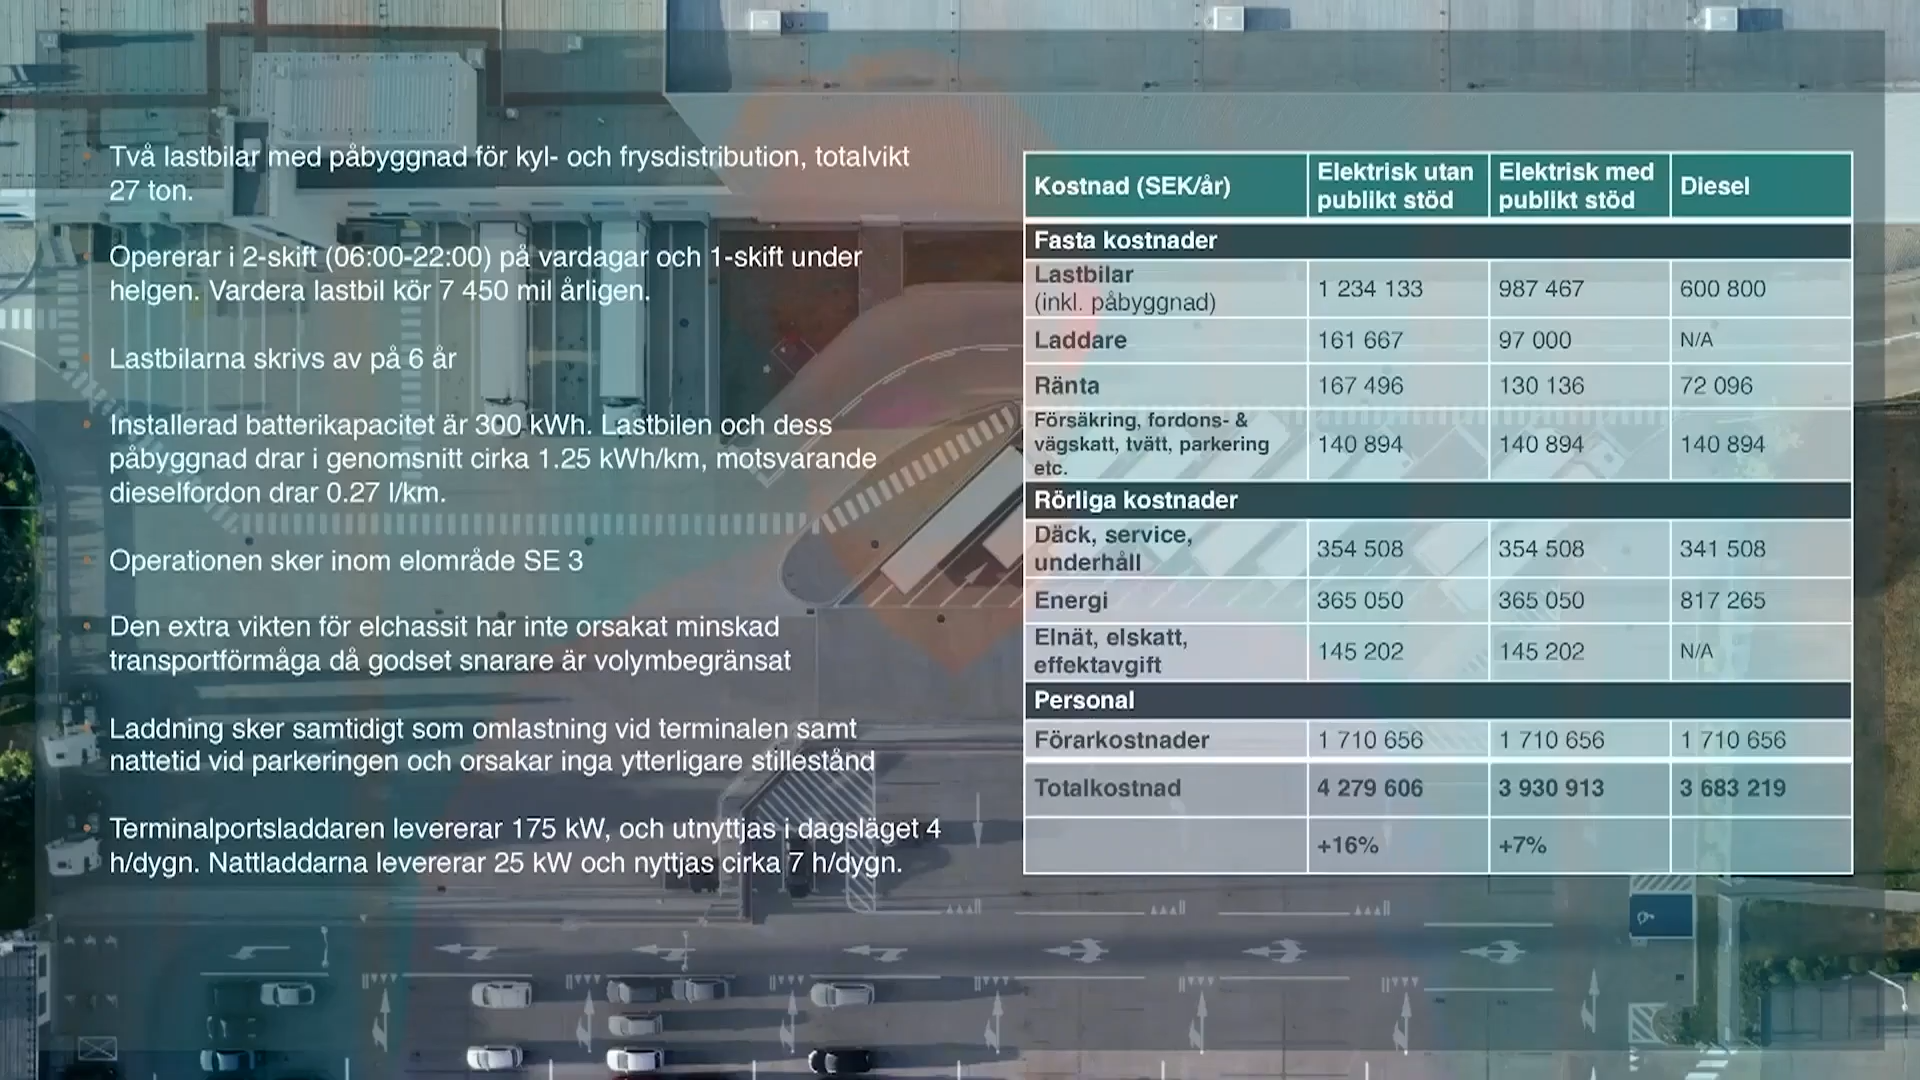 Två lastbilar med påbyggnad för kyl- och frysdistribution, totalvikt
27 ton.
Opererar i 2-skift (06:00-22:00) på vardagar och 1-skift under
helgen. Vardera lastbil kör 7 450 mil årligen.
Lastbilarna skrivs av på 6 år
Installerad batterikapacitet är 300 kWh. Lastbilen och dess
påbyggnad drar i genomsnitt cirka 1.25 kWh/km, motsvarande
dieselfordon drar 0.27 l/km.
Operationen sker inom elområde SE 3
Den extra vikten för elchassit har inte orsakat minskad
transportförmåga då godset snarare är volymbegränsat
Laddning sker samtidigt som omlastning vid terminalen samt
nattetid vid parkeringen och orsakar inga ytterligare stillestånd
Terminalportsladdaren levererar 175 kW, och utnyttjas i dagsläget 4
h/dygn. Nattladdarna levererar 25 kW och nyttjas cirka 7 h/dygn.
Kostnad (SEK/år) Elektrisk utan publikt stöd Elektrisk med publikt stöd Diesel
Fasta kostnader
Lastbilar (inkl. påbyggnad) 1 234 133 987 467 600 800
Laddare 161 667 97 000 N/A
Ränta 167 496 130 136 72 096
Försäkring, fordons- & vägskatt, tvätt, parkering etc. 140 894 140 894 140 894
Rörliga kostnader
Däck, service, underhåll 354 508 354 508 341 508
Energi 365 050 365 050 817 265
Elnät, elskatt, effektavgift 145 202 145 202 N/A
Personal
Förarkostnader 1 710 656 1 710 656 1 710 656
Totalkostnad 4 279 606 3 930 913 3 683 219
+16% +7%